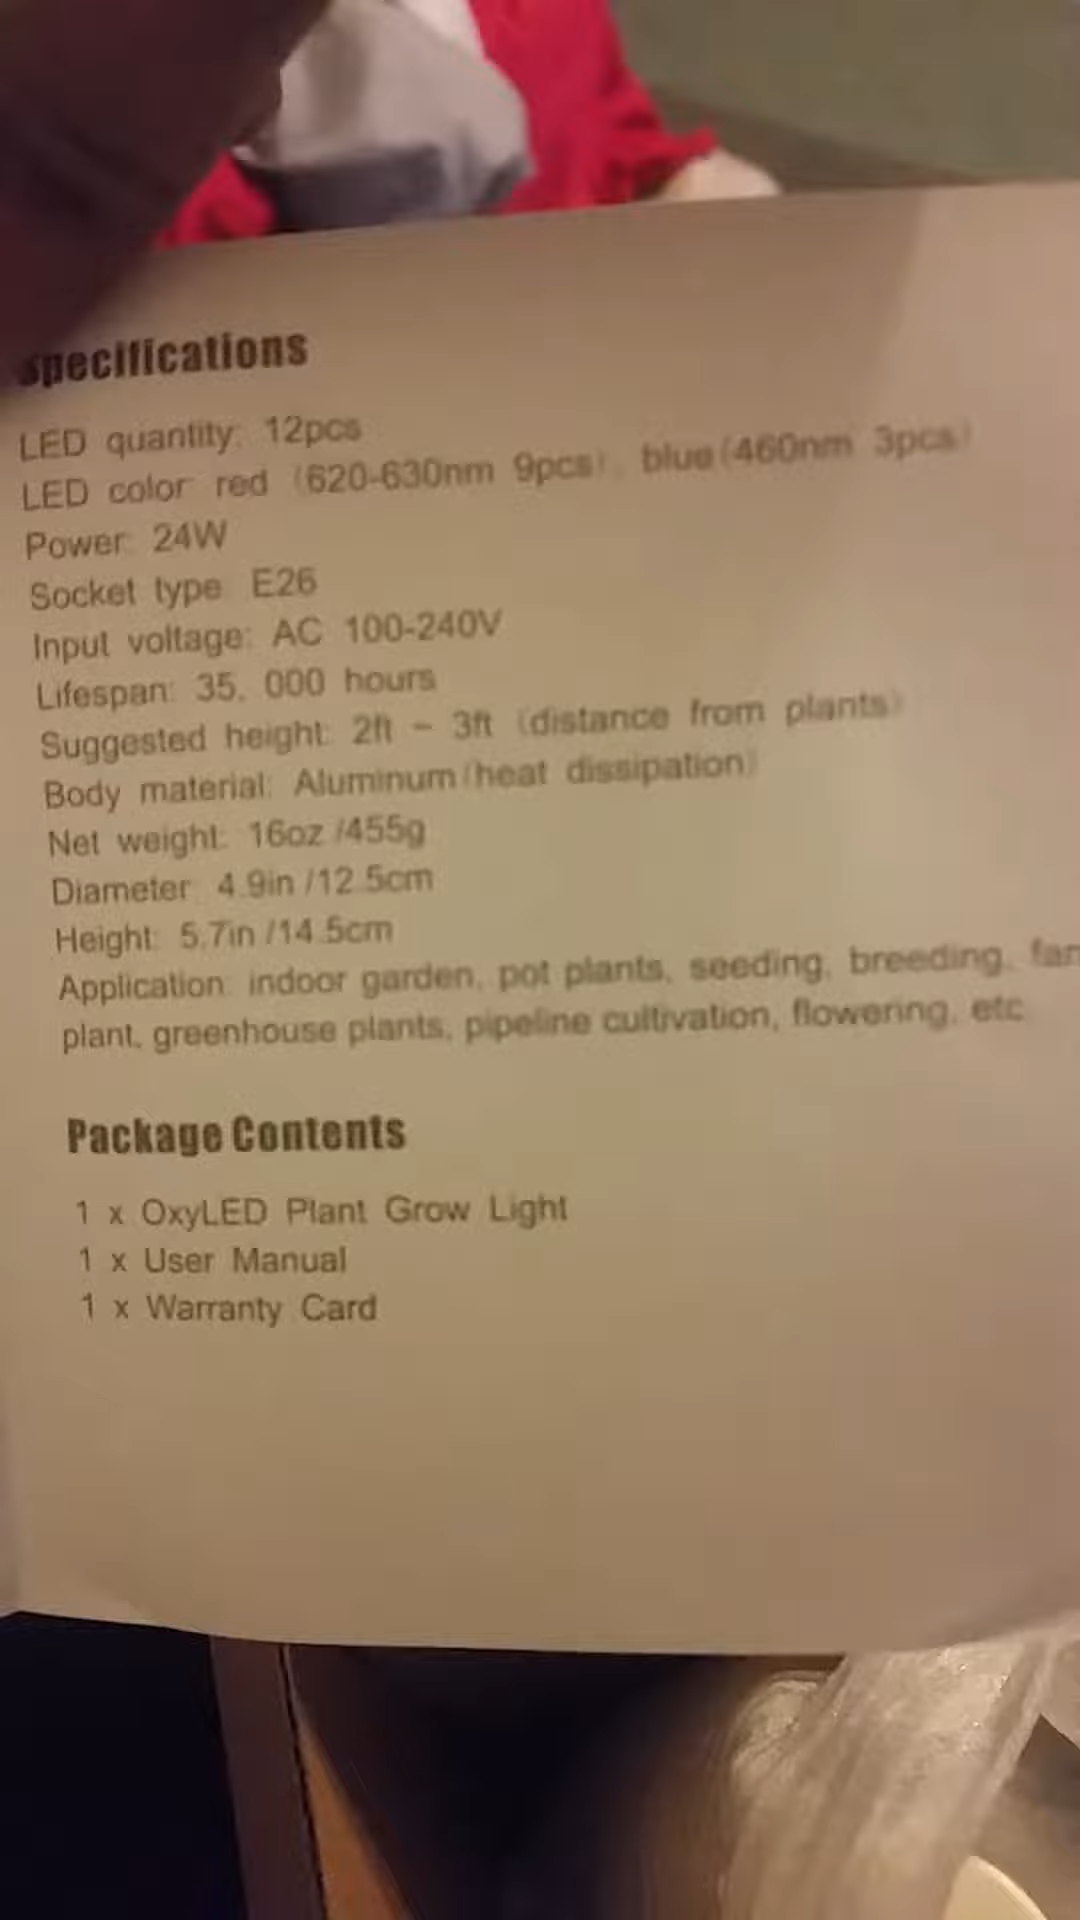 Specifications
LED quantity: 12pcs
LED color: red (620-630nm 9pcs), blue(460nm 3pcs)
Power: 24W
Socket type: E26
Input voltage: AC 100-240V
Lifespan: 35, 000 hours
Suggested height: 2ft ~ 3ft (distance from plants)
Body material: Aluminum(heat dissipation)
Net weight: 16oz /455g
Diameter: 4.9in /12.5cm
Height: 5.7in /14.5cm
Application: indoor garden, pot plants, seeding, breeding,
plant, greenhouse plants, pipeline cultivation, flowering, etc.
Package Contents
1 x OxyLED Plant Grow Light
1 x User Manual
1 x Warranty Card